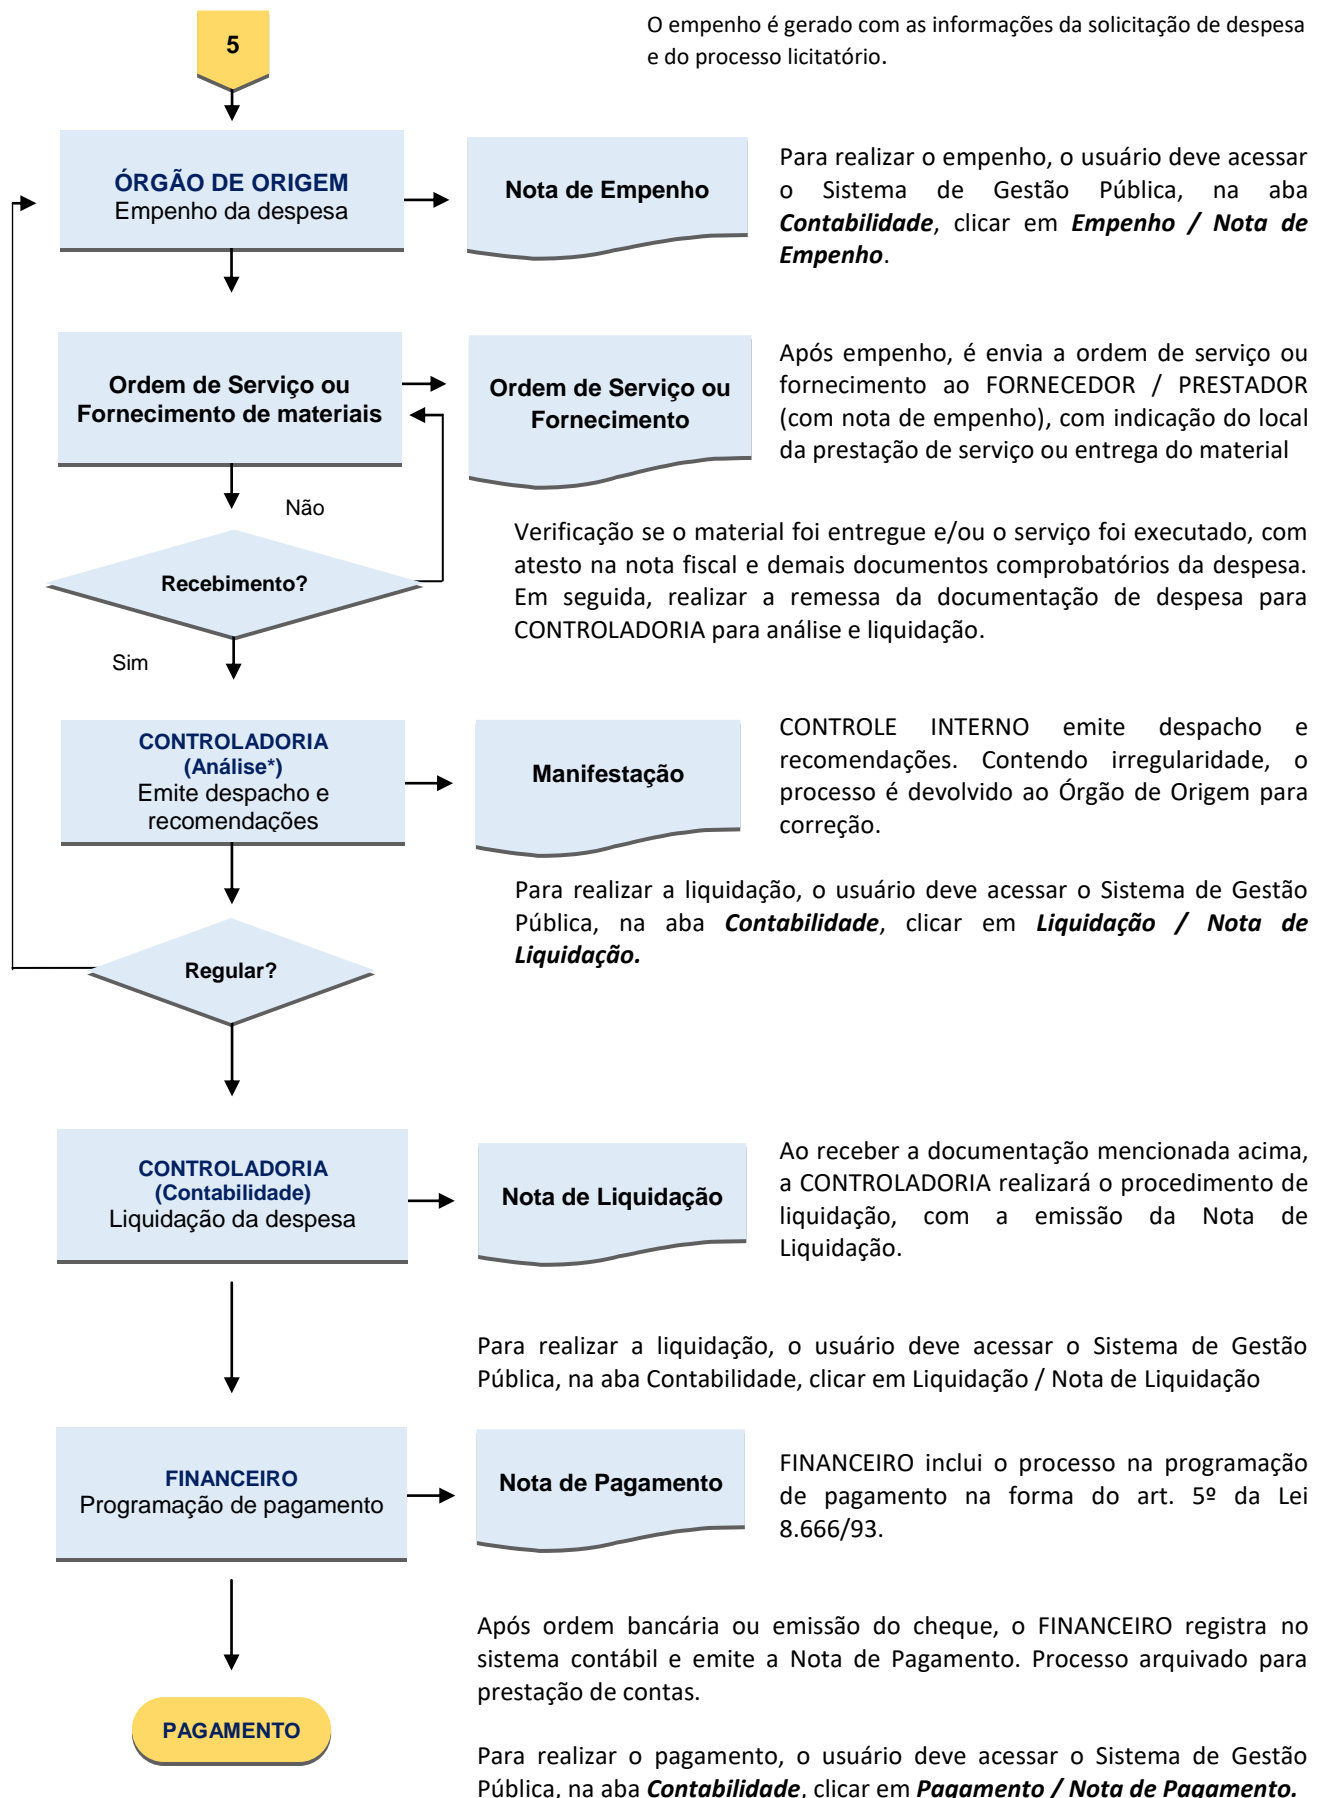 5
O empenho é gerado com as informações da solicitação de despesa
e do processo licitatório.
ÓRGÃO DE ORIGEM
Empenho da despesa
Nota de Empenho
Para realizar o empenho, o usuário deve acessar
o Sistema de Gestão Pública, na aba
Contabilidade, clicar em Empenho / Nota de
Empenho.
Ordem de Serviço ou
Fornecimento de materiais
Ordem de Serviço ou
Fornecimento
Após empenho, é envia a ordem de serviço ou
fornecimento ao FORNECEDOR / PRESTADOR
(com nota de empenho), com indicação do local
da prestação de serviço ou entrega do material
Não
Recebimento?
Sim
Verificação se o material foi entregue e/ou o serviço foi executado, com
atesto na nota fiscal e demais documentos comprobatórios da despesa.
Em seguida, realizar a remessa da documentação de despesa para
CONTROLADORIA para análise e liquidação.
CONTROLADORIA
(Análise*)
Emite despacho e
recomendações
Manifestação
CONTROLE INTERNO emite despacho e
recomendações. Contendo irregularidade, o
processo é devolvido ao Órgão de Origem para
correção.
Para realizar a liquidação, o usuário deve acessar o Sistema de Gestão
Pública, na aba Contabilidade, clicar em Liquidação / Nota de
Liquidação.
Regular?
CONTROLADORIA
(Contabilidade)
Liquidação da despesa
Nota de Liquidação
Ao receber a documentação mencionada acima,
a CONTROLADORIA realizará o procedimento de
liquidação, com a emissão da Nota de
Liquidação.
Para realizar a liquidação, o usuário deve acessar o Sistema de Gestão
Pública, na aba Contabilidade, clicar em Liquidação / Nota de Liquidação
FINANCEIRO
Programação de pagamento
Nota de Pagamento
FINANCEIRO inclui o processo na programação
de pagamento na forma do art. 5º da Lei
8.666/93.
Após ordem bancária ou emissão do cheque, o FINANCEIRO registra no
sistema contábil e emite a Nota de Pagamento. Processo arquivado para
prestação de contas.
PAGAMENTO
Para realizar o pagamento, o usuário deve acessar o Sistema de Gestão
Pública, na aba Contabilidade, clicar em Pagamento / Nota de Pagamento.